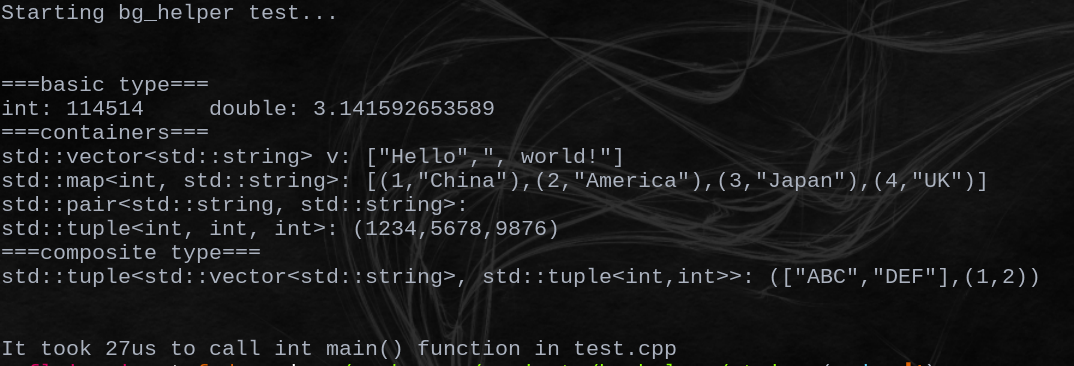 Starting bg_helper test...
===basic type===
int: 114514     double: 3.141592653589
===containers===
std::vector<std::string> v: ["Hello",", world!"]
std::map<int, std::string>: [(1,"China"),(2,"America"),(3,"Japan"),(4,"UK")]
std::pair<std::string, std::string>:
std::tuple<int, int, int>: (1234,5678,9876)
===composite type===
std::tuple<std::vector<std::string>, std::tuple<int,int>>: (["ABC","DEF"],(1,2))
It took 27us to call int main() function in test.cpp